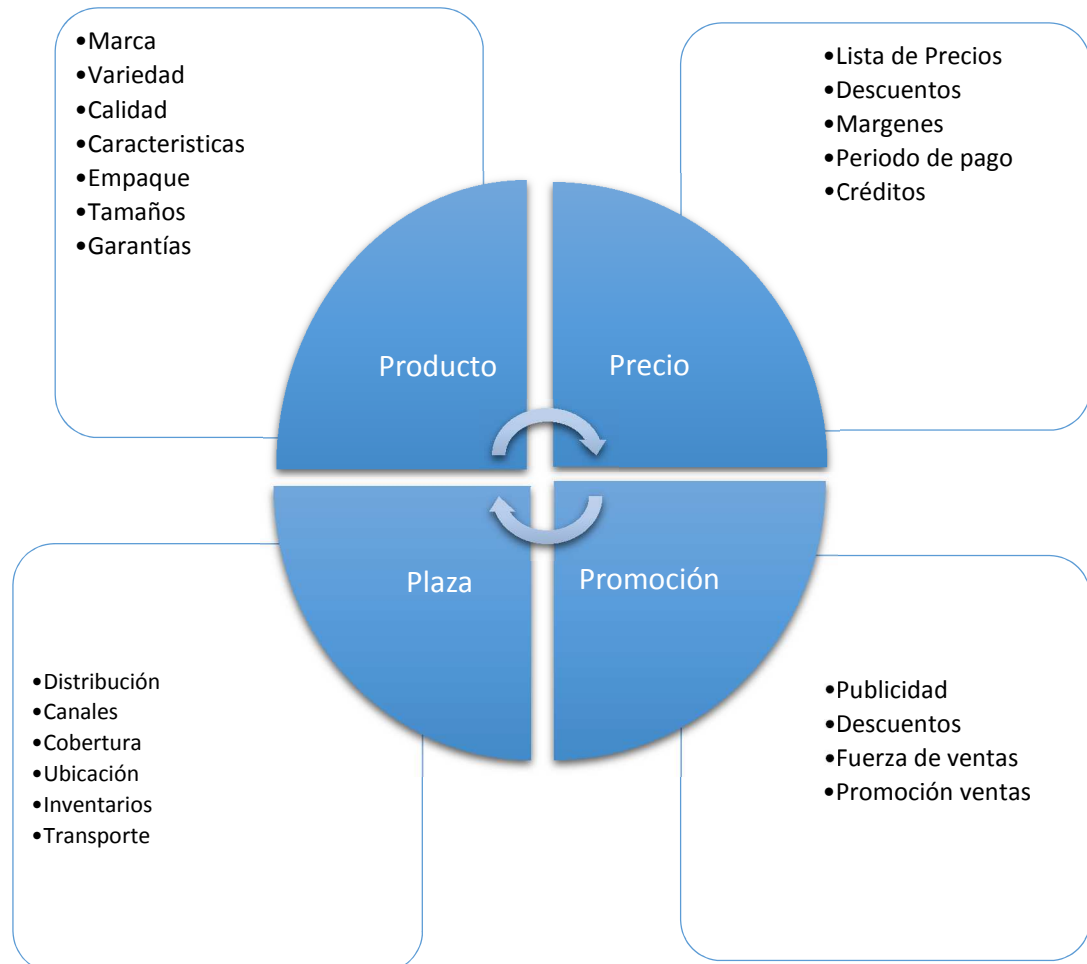 •Marca
•Variedad
•Calidad
•Caracteristicas
•Empaque
•Tamaños
•Garantías
•Lista de Precios
•Descuentos
•Margenes
•Periodo de pago
•Créditos
Producto
Precio
Plaza
Promoción
•Distribución
•Canales
•Cobertura
•Ubicación
•Inventarios
•Transporte
•Publicidad
•Descuentos
•Fuerza de ventas
•Promoción ventas